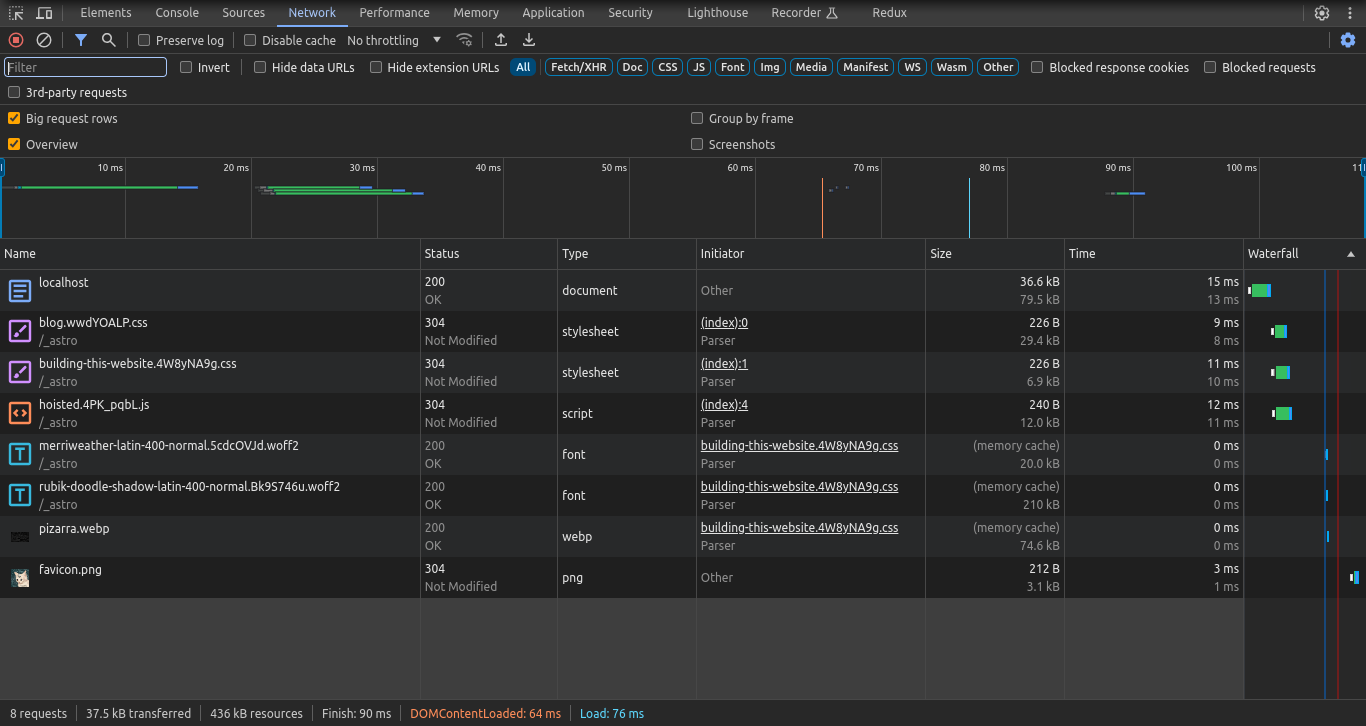 Elements Console Sources Network Performance Memory Application Security Lighthouse Recorder Redux
Preserve log Disable cache No throttling
Filter Invert Hide data URLs Hide extension URLs All Fetch/XHR Doc CSS JS Font Img Media Manifest WS Wasm Other Blocked response cookies Blocked requests
3rd-party requests
Big request rows Group by frame
Overview Screenshots
10 ms 20 ms 30 ms 40 ms 50 ms 60 ms 70 ms 80 ms 90 ms 100 ms
Name Status Type Initiator Size Time Waterfall
localhost 200 document Other 36.6 kB 15 ms
OK 79.5 kB 13 ms
blog.wwdYOALP.css 304 stylesheet (index):0 226 B 9 ms
/_astro Not Modified Parser 29.4 kB 8 ms
building-this-website.4W8yNA9g.css 304 stylesheet (index):1 226 B 11 ms
/_astro Not Modified Parser 6.9 kB 10 ms
hoisted.4PK_pqbL.js 304 script (index):4 240 B 12 ms
/_astro Not Modified Parser 12.0 kB 11 ms
merriweather-latin-400-normal.5cdcOVJd.woff2 200 font building-this-website.4W8yNA9g.css (memory cache) 0 ms
/_astro OK Parser 20.0 kB 0 ms
rubik-doodle-shadow-latin-400-normal.Bk9S746u.woff2 200 font building-this-website.4W8yNA9g.css (memory cache) 0 ms
/_astro OK Parser 210 kB 0 ms
pizarra.webp 200 webp building-this-website.4W8yNA9g.css (memory cache) 0 ms
OK Parser 74.6 kB 0 ms
favicon.png 304 png Other 212 B 3 ms
Not Modified 3.1 kB 1 ms
8 requests 37.5 kB transferred 436 kB resources Finish: 90 ms DOMContentLoaded: 64 ms Load: 76 ms